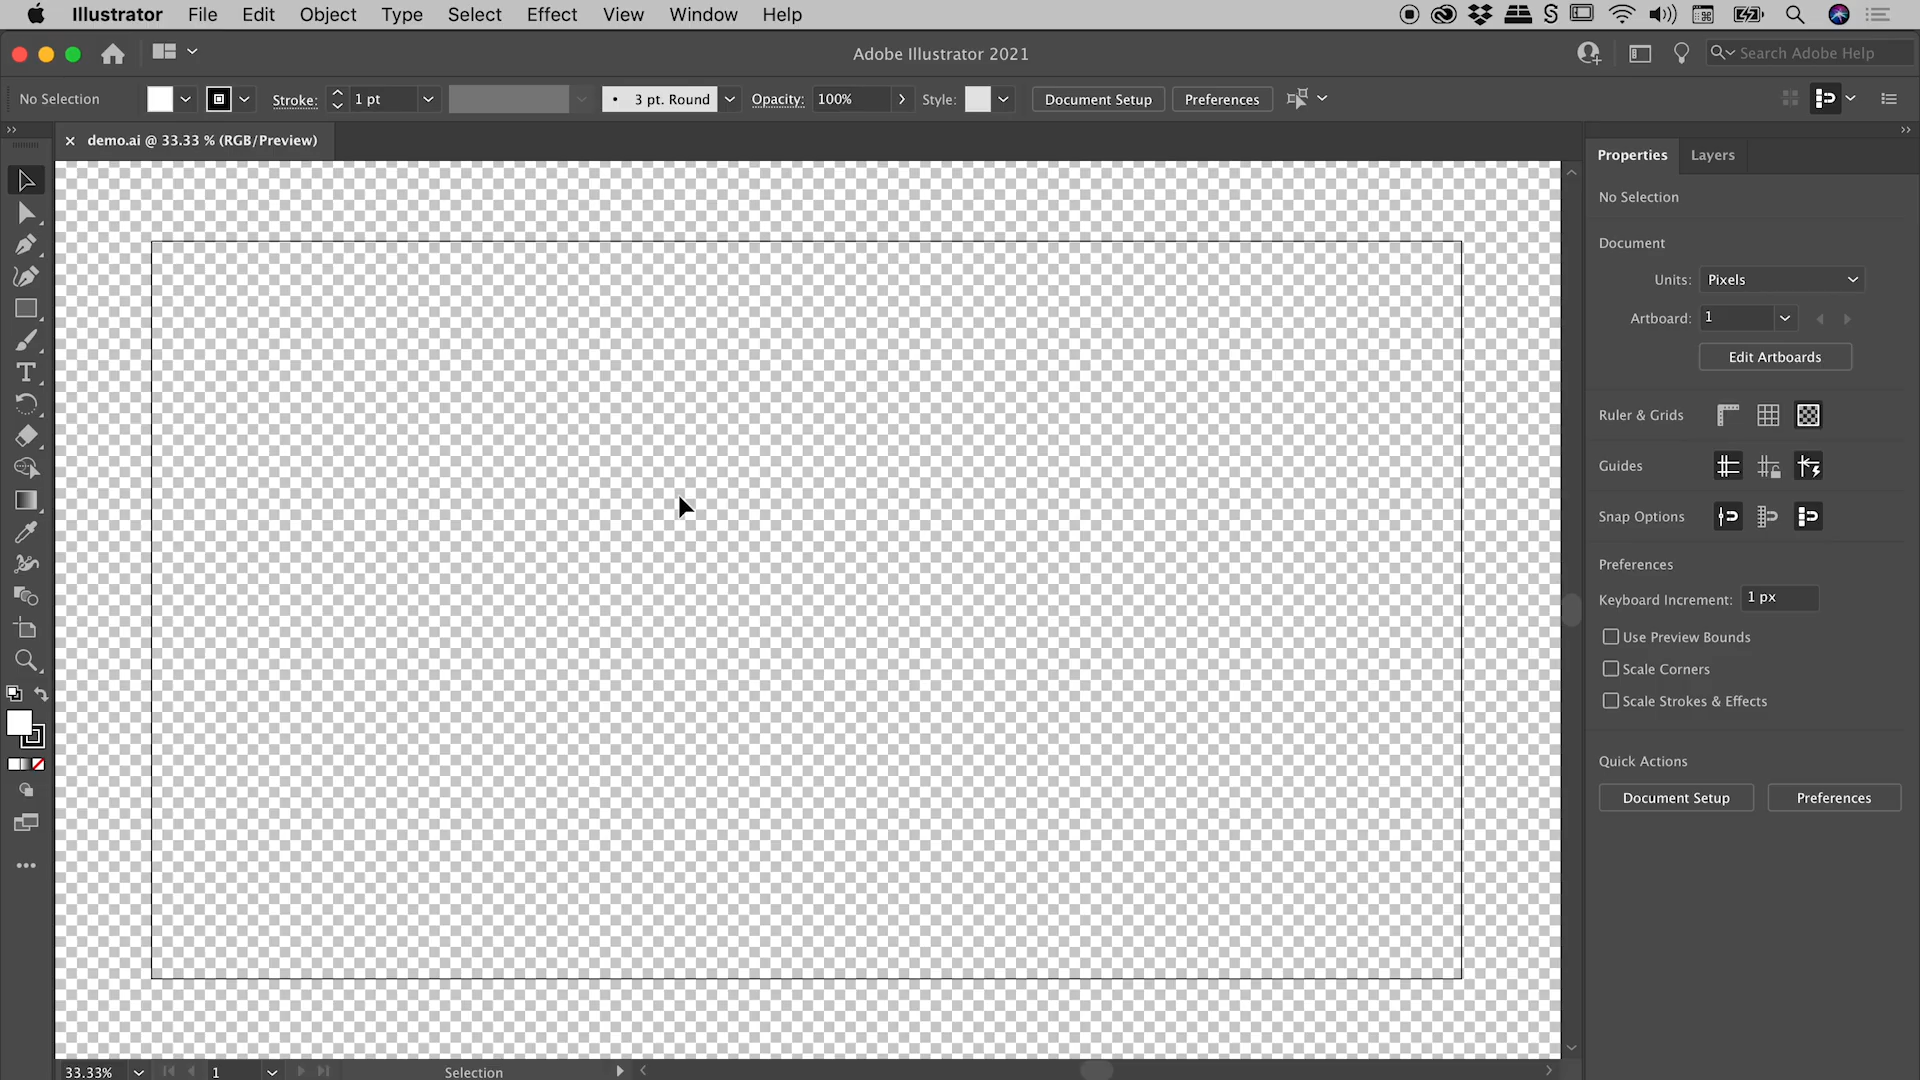 Illustrator File Edit Object Type Select Effect View Window Help
Adobe Illustrator 2021
Search Adobe Help
No Selection Stroke: 1 pt 3 pt. Round Opacity: 100% Style: Document Setup Preferences
demo.ai @ 33.33 % (RGB/Preview)
Properties Layers
No Selection
Document
Units: Pixels
Artboard: 1
Edit Artboards
Ruler & Grids
Guides
Snap Options
Preferences
Keyboard Increment: 1 px
Use Preview Bounds
Scale Corners
Scale Strokes & Effects
Quick Actions
Document Setup Preferences
33.33% 1 Selection